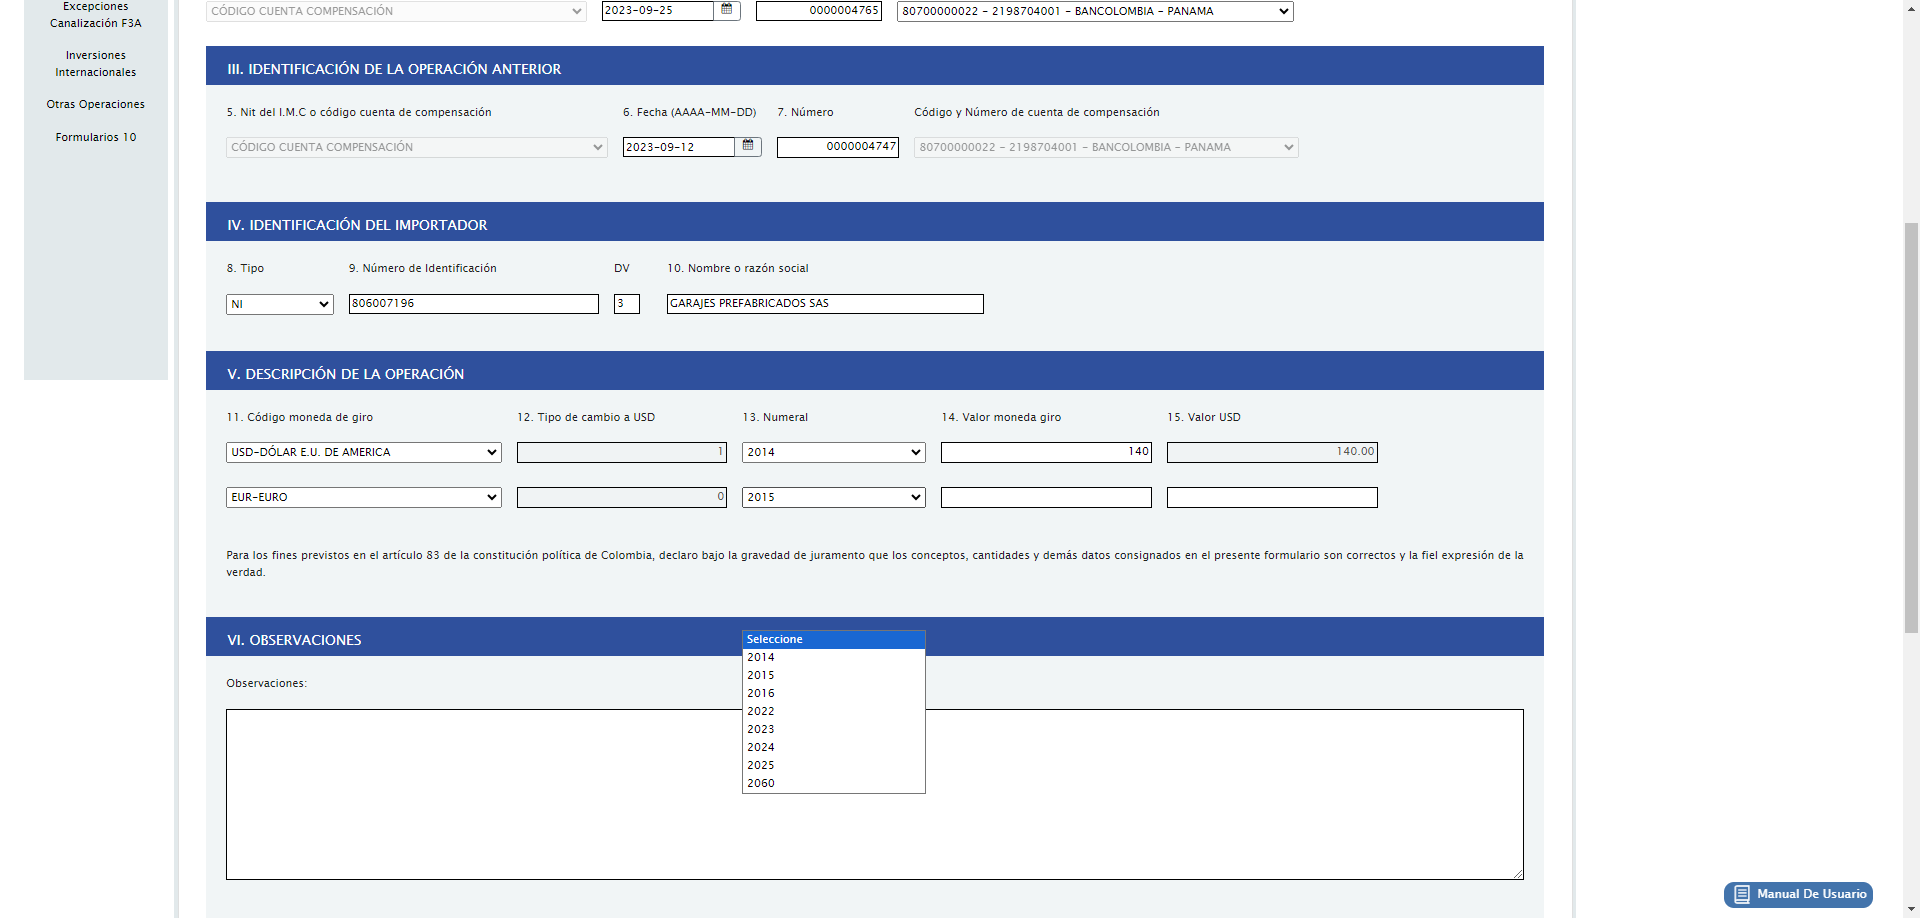 Excepciones
Canalización F3A
Inversiones
Internacionales
Otras Operaciones
Formularios 10
CÓDIGO CUENTA COMPENSACIÓN
2023-09-25
0000004765
80700000022 - 2198704001 - BANCOLOMBIA - PANAMA
III. IDENTIFICACIÓN DE LA OPERACIÓN ANTERIOR
5. Nit del I.M.C o código cuenta de compensación
6. Fecha (AAAA-MM-DD)
7. Número
Código y Número de cuenta de compensación
CÓDIGO CUENTA COMPENSACIÓN
2023-09-12
0000004747
80700000022 - 2198704001 - BANCOLOMBIA - PANAMA
IV. IDENTIFICACIÓN DEL IMPORTADOR
8. Tipo
9. Número de Identificación
DV
10. Nombre o razón social
NI
806007196
3
GARAJES PREFABRICADOS SAS
V. DESCRIPCIÓN DE LA OPERACIÓN
11. Código moneda de giro
12. Tipo de cambio a USD
13. Numeral
14. Valor moneda giro
15. Valor USD
USD-DÓLAR E.U. DE AMERICA
1
2014
140
140.00
EUR-EURO
0
2015
Para los fines previstos en el artículo 83 de la constitución política de Colombia, declaro bajo la gravedad de juramento que los conceptos, cantidades y demás datos consignados en el presente formulario son correctos y la fiel expresión de la
verdad.
VI. OBSERVACIONES
Observaciones:
Seleccione
2014
2015
2016
2022
2023
2024
2025
2060
Manual De Usuario